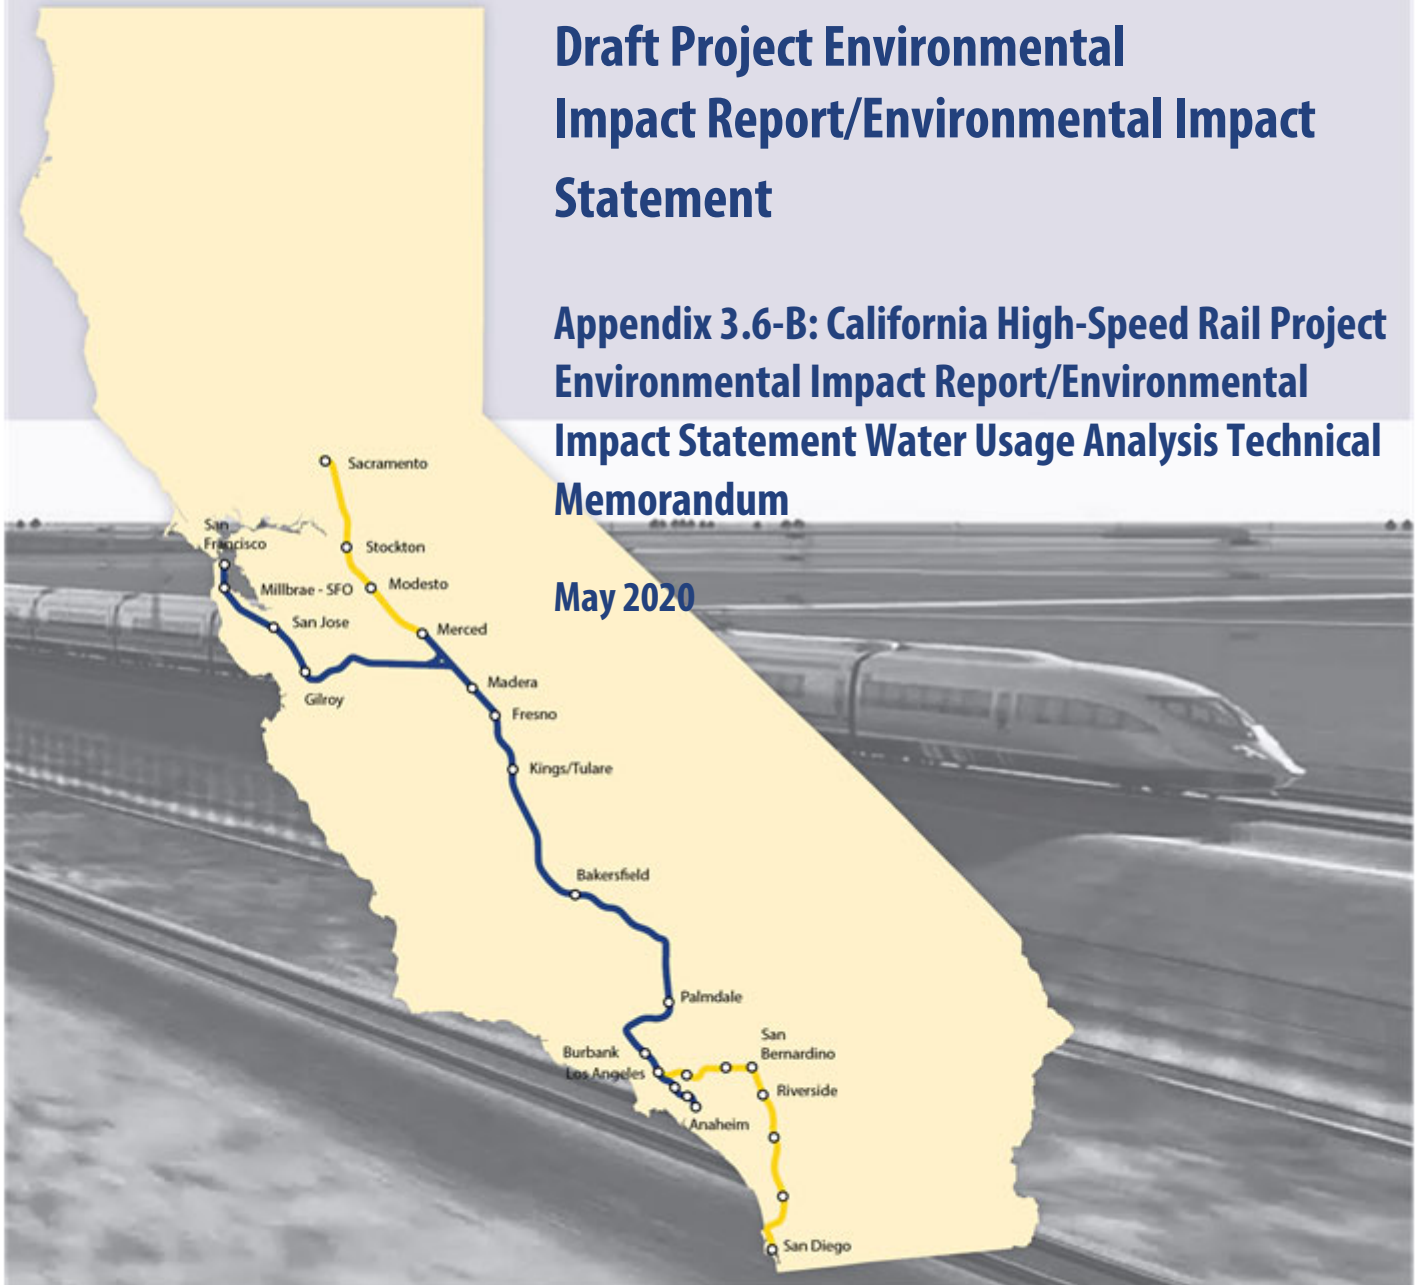 Draft Project Environmental
Impact Report/Environmental Impact
Statement
Appendix 3.6-B: California High-Speed Rail Project
Environmental Impact Report/Environmental
Impact Statement Water Usage Analysis Technical
Memorandum
May 2020
Sacramento
San
Francisco
Stockton
Millbrae - SFO
Modesto
San Jose
Merced
Gilroy
Madera
Fresno
Kings/Tulare
Bakersfield
Palmdale
San
Bernardino
Burbank
Los Angeles
Riverside
Anaheim
San Diego